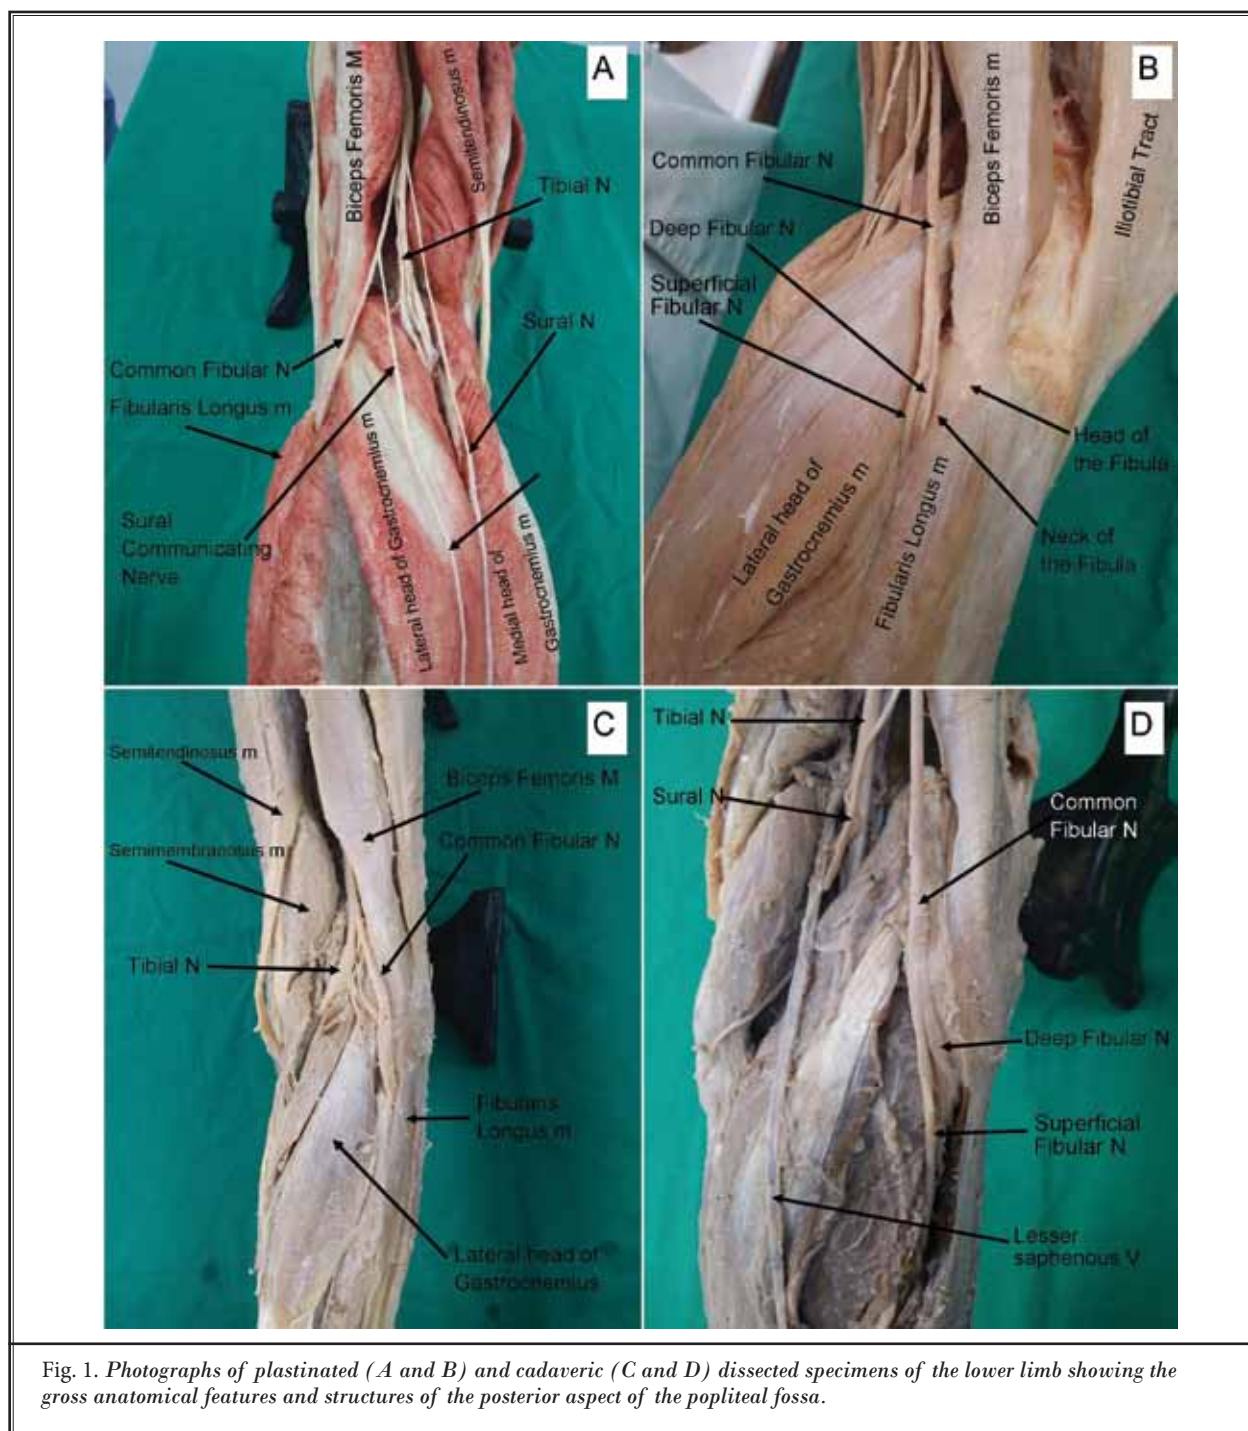 A
Biceps Femoris M
Semitendinosus m
Tibial N
Sural N
Common Fibular N
Fibularis Longus m
Sural
Communicating
Nerve
Lateral head of Gastrocnemius m
Medial head of
Gastrocnemius m
B
Common Fibular N
Biceps Femoris m
Illiotibial Tract
Deep Fibular N
Superficial
Fibular N
Head of
the Fibula
Neck of
the Fibula
Lateral head of
Gastrocnemius m
Fibularis Longus m
C
Semitendinosus m
Biceps Femoris M
Common Fibular N
Semimembranosus m
Tibial N
Fibularis
Longus m
Lateral head of
Gastrocnemius
D
Tibial N
Sural N
Common
Fibular N
Deep Fibular N
Superficial
Fibular N
Lesser
saphenous V
Fig. 1. Photographs of plastinated (A and B) and cadaveric (C and D) dissected specimens of the lower limb showing the
gross anatomical features and structures of the posterior aspect of the popliteal fossa.